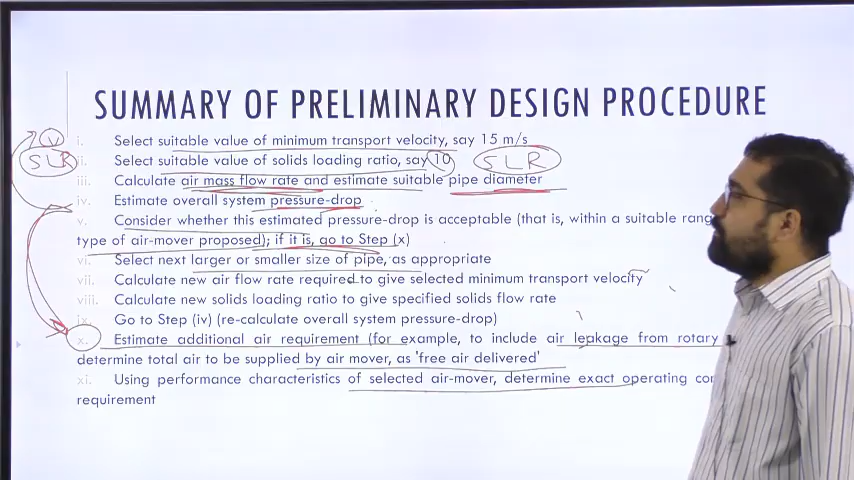 SUMMARY OF PRELIMINARY DESIGN PROCEDURE
i. Select suitable value of minimum transport velocity, say 15 m/s
SLR ii. Select suitable value of solids loading ratio, say 10 SLR
iii. Calculate air mass flow rate and estimate suitable pipe diameter
iv. Estimate overall system pressure-drop
v. Consider whether this estimated pressure-drop is acceptable (that is, within a suitable rang
type of air-mover proposed); if it is, go to Step (x)
vi. Select next larger or smaller size of pipe, as appropriate
vii. Calculate new air flow rate required to give selected minimum transport velocity
viii. Calculate new solids loading ratio to give specified solids flow rate
ix. Go to Step (iv) (re-calculate overall system pressure-drop)
x. Estimate additional air requirement (for example, to include air leakage from rotary
determine total air to be supplied by air mover, as 'free air delivered'
xi. Using performance characteristics of selected air-mover, determine exact operating con
requirement